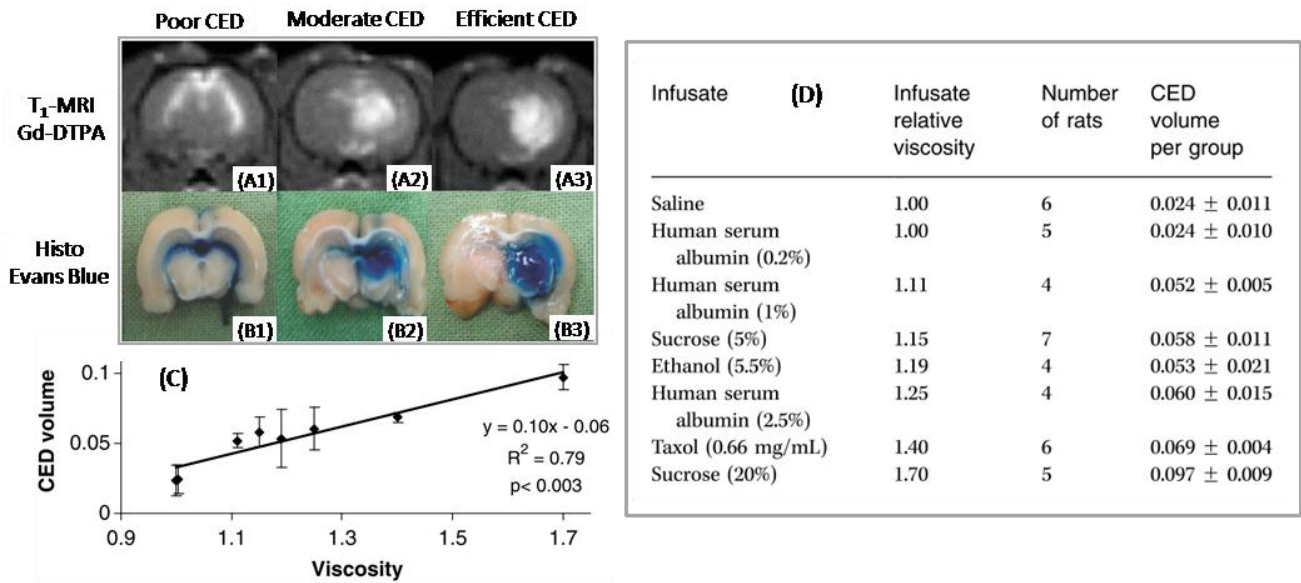 Poor CED Moderate CED Efficient CED
T₁-MRI
Gd-DTPA
(A1) (A2) (A3)
Histo
Evans Blue
(B1) (B2) (B3)
(C)
CED volume
0.1
0.05
0
y = 0.10x - 0.06
R² = 0.79
p< 0.003
0.9 1.1 1.3 1.5 1.7
Viscosity
(D)
Infusate Infusate relative viscosity Number of rats CED volume per group
Saline 1.00 6 0.024 ± 0.011
Human serum 1.00 5 0.024 ± 0.010
albumin (0.2%)
Human serum 1.11 4 0.052 ± 0.005
albumin (1%)
Sucrose (5%) 1.15 7 0.058 ± 0.011
Ethanol (5.5%) 1.19 4 0.053 ± 0.021
Human serum 1.25 4 0.060 ± 0.015
albumin (2.5%)
Taxol (0.66 mg/mL) 1.40 6 0.069 ± 0.004
Sucrose (20%) 1.70 5 0.097 ± 0.009